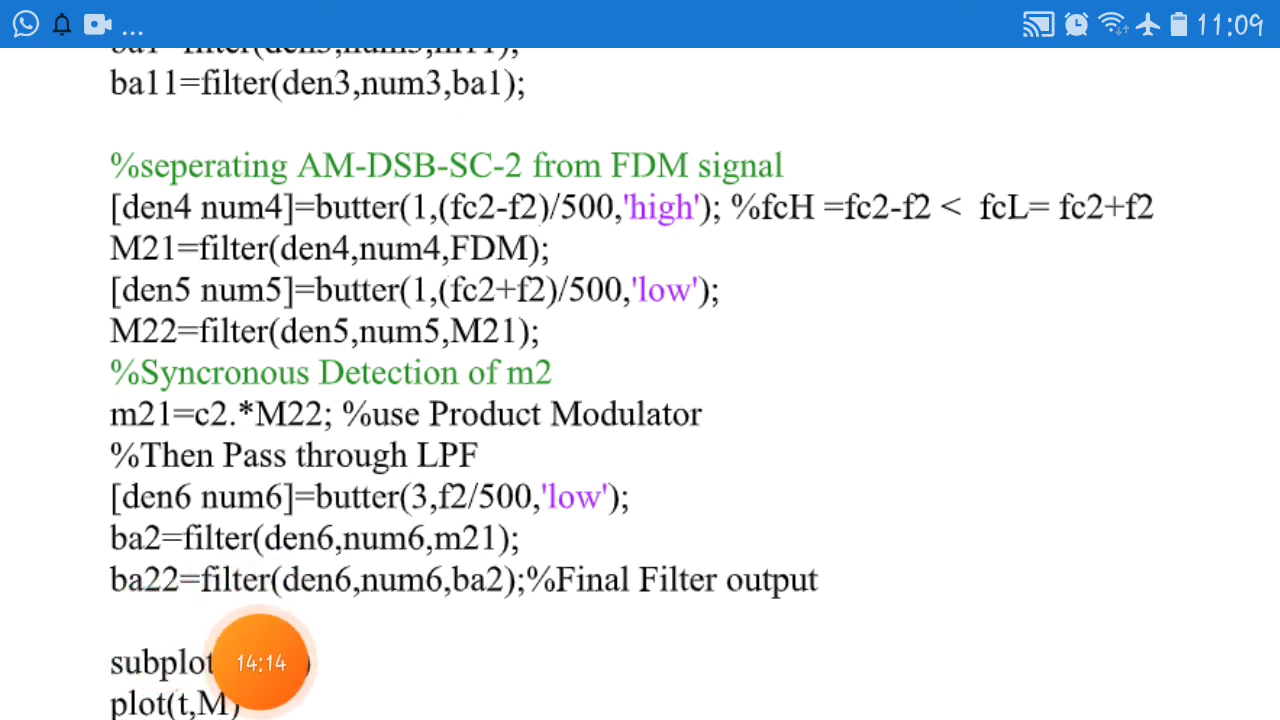 ... 11:09
ba11=filter(den3,num3,ba1);
%seperating AM-DSB-SC-2 from FDM signal
[den4 num4]=butter(1,(fc2-f2)/500,'high'); %fcH =fc2-f2 < fcL= fc2+f2
M21=filter(den4,num4,FDM);
[den5 num5]=butter(1,(fc2+f2)/500,'low');
M22=filter(den5,num5,M21);
%Syncronous Detection of m2
m21=c2.*M22; %use Product Modulator
%Then Pass through LPF
[den6 num6]=butter(3,f2/500,'low');
ba2=filter(den6,num6,m21);
ba22=filter(den6,num6,ba2);%Final Filter output
subplot )
14:14
plot(t,M)